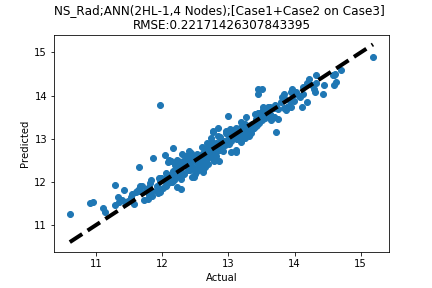 NS_Rad;ANN(2HL-1,4 Nodes);[Case1+Case2 on Case3]
RMSE:0.22171426307843395
15
14
13
12
11
Predicted
11 12 13 14 15
Actual